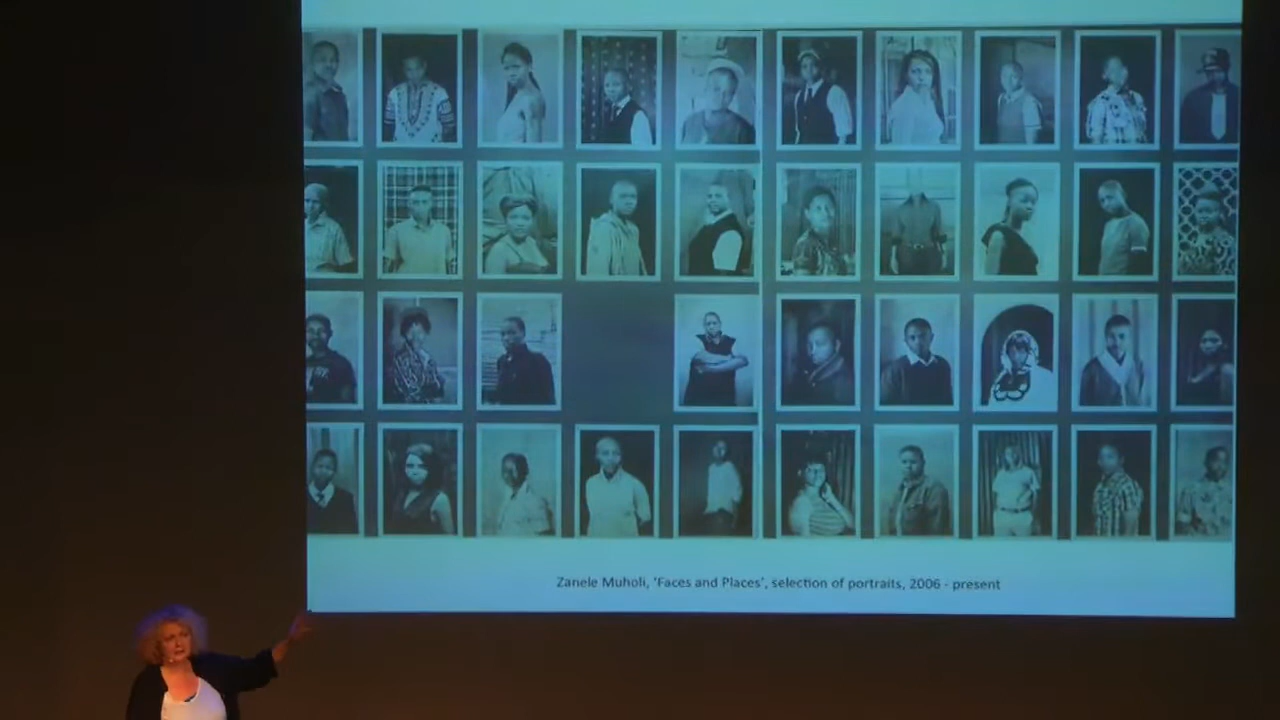 Zanele Muholi, ‘Faces and Places’, selection of portraits, 2006 - present